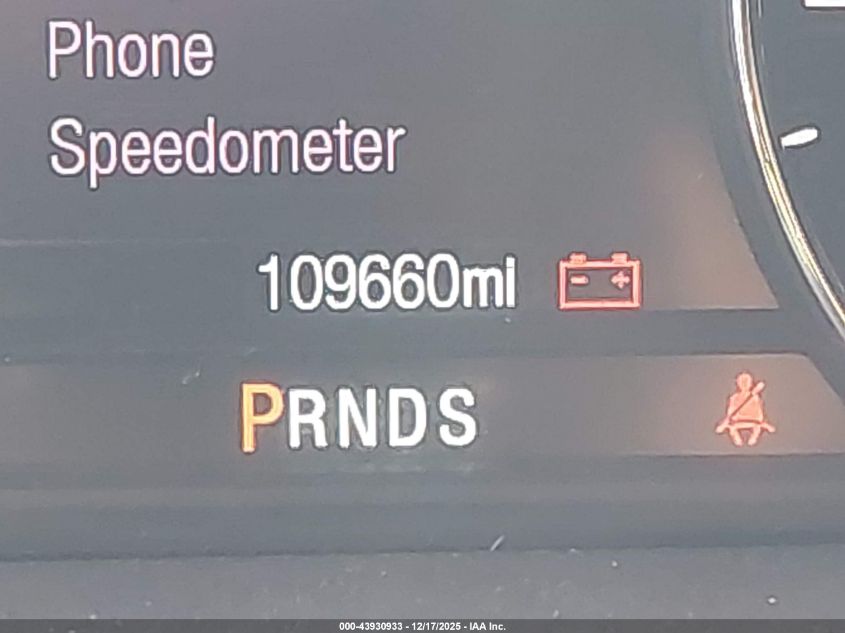 Phone
Speedometer
109660mi
PRNDS
000-43930933 - 12/17/2025 - IAA Inc.